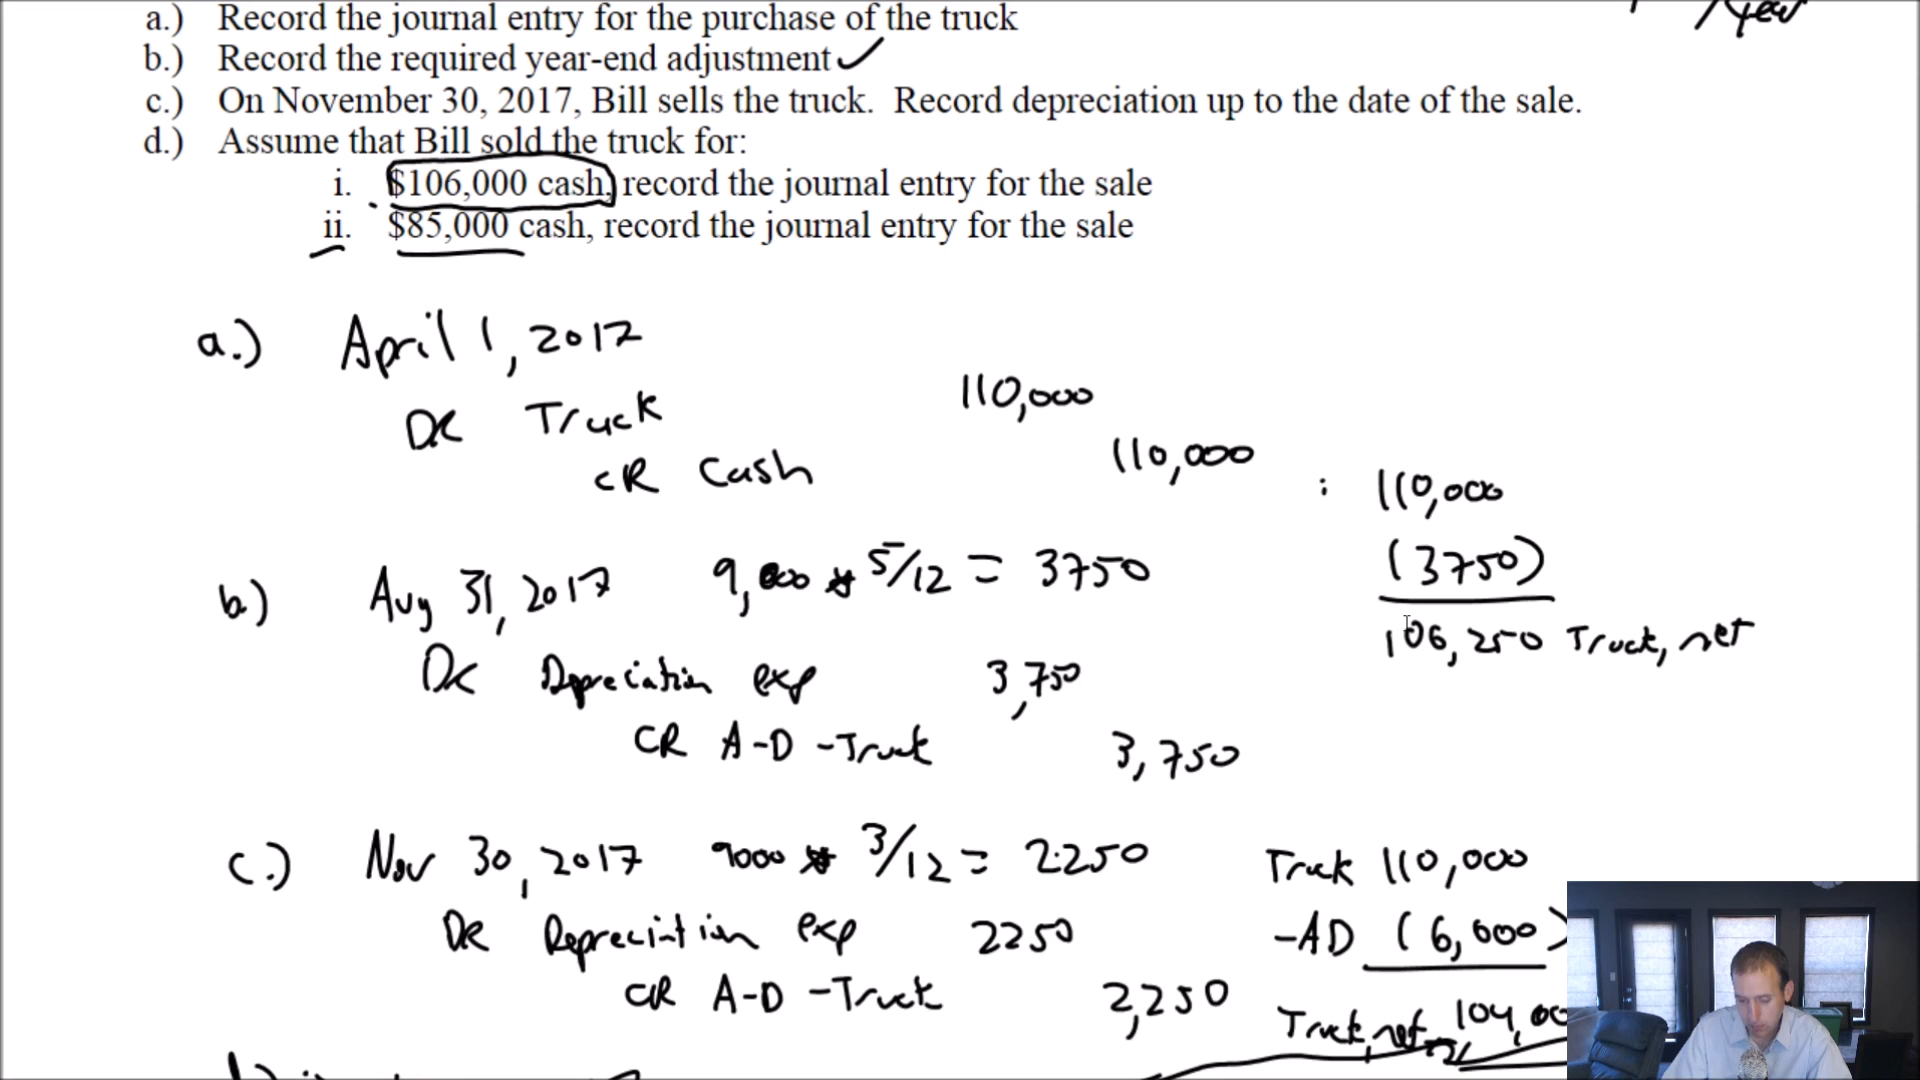 /Year
a.) Record the journal entry for the purchase of the truck
b.) Record the required year-end adjustment
c.) On November 30, 2017, Bill sells the truck. Record depreciation up to the date of the sale.
d.) Assume that Bill sold the truck for:
i. $106,000 cash, record the journal entry for the sale
ii. $85,000 cash, record the journal entry for the sale
a.) April 1, 2017
DR Truck 110,000
CR Cash 110,000
110,000
(3750)
106,250 Truck, net
b) Aug 31, 2017 9,000 * 5/12 = 3750
DR Depreciation exp 3,750
CR A-D -Truck 3,750
c.) Nov 30, 2017 9000 * 3/12 = 2250
DR Depreciation exp 2250
CR A-D -Truck 2,250
Truck 110,000
-AD (6,000)
Truck, net 104,00